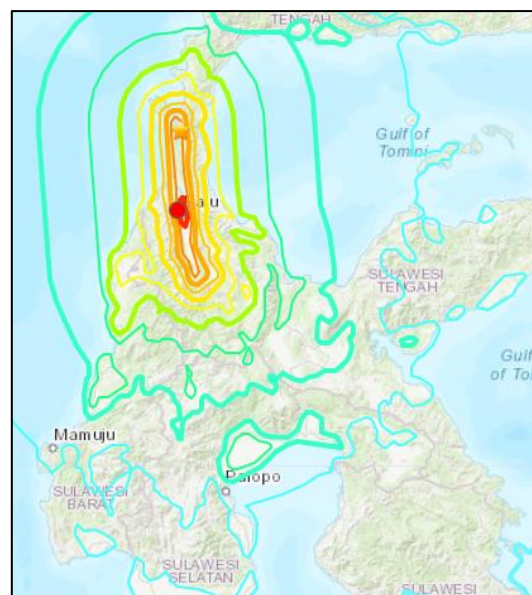 TENGAH
Gulf of
Tomini
SULAWESI
TENGAH
Gulf
of To
Mamuju
Palopo
SULAWESI
BARAT
SULAWESI
SELATAN
SULAWESI